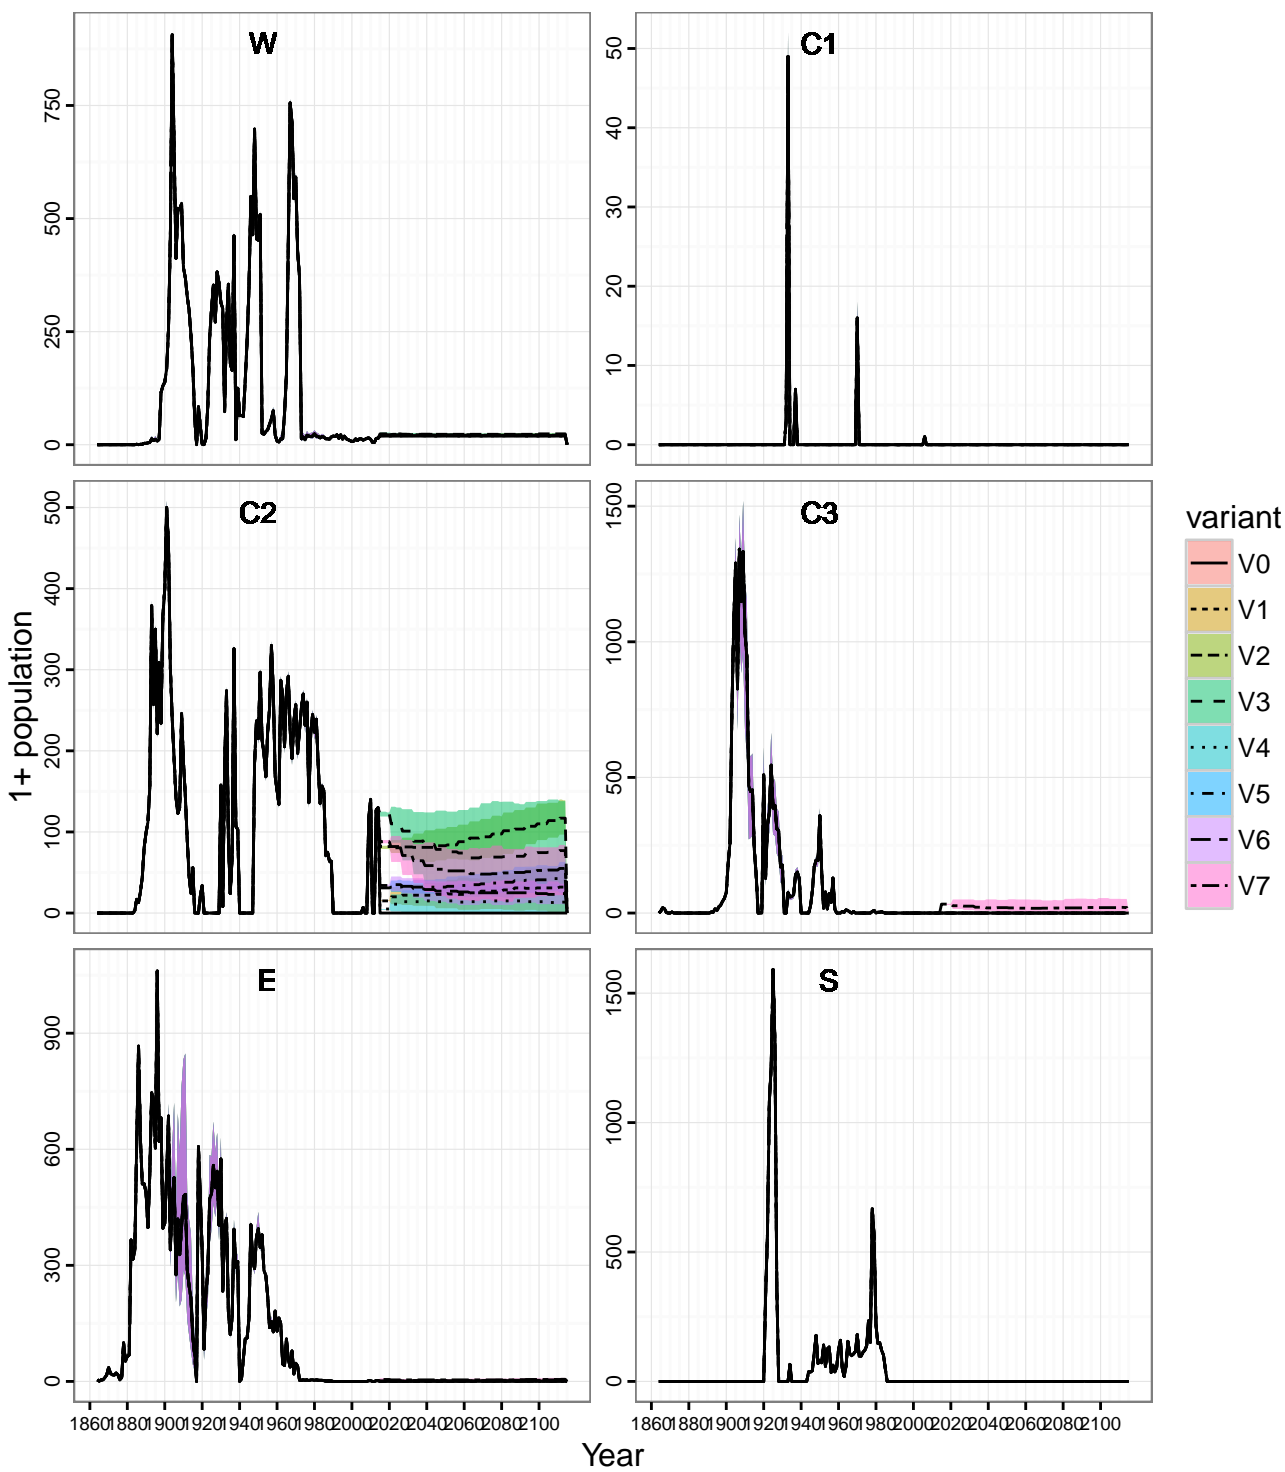 W
C1
0 250 500 750
0 10 20 30 40 50
C2
C3
1+ population
0 100 200 300 400 500
0 500 1000 1500
variant
V0
V1
V2
V3
V4
V5
V6
V7
E
S
0 300 600 900
0 500 1000 1500
1860 1880 1900 1920 1940 1960 1980 2000 2020 2040 2060 2080 2100
1860 1880 1900 1920 1940 1960 1980 2000 2020 2040 2060 2080 2100
Year